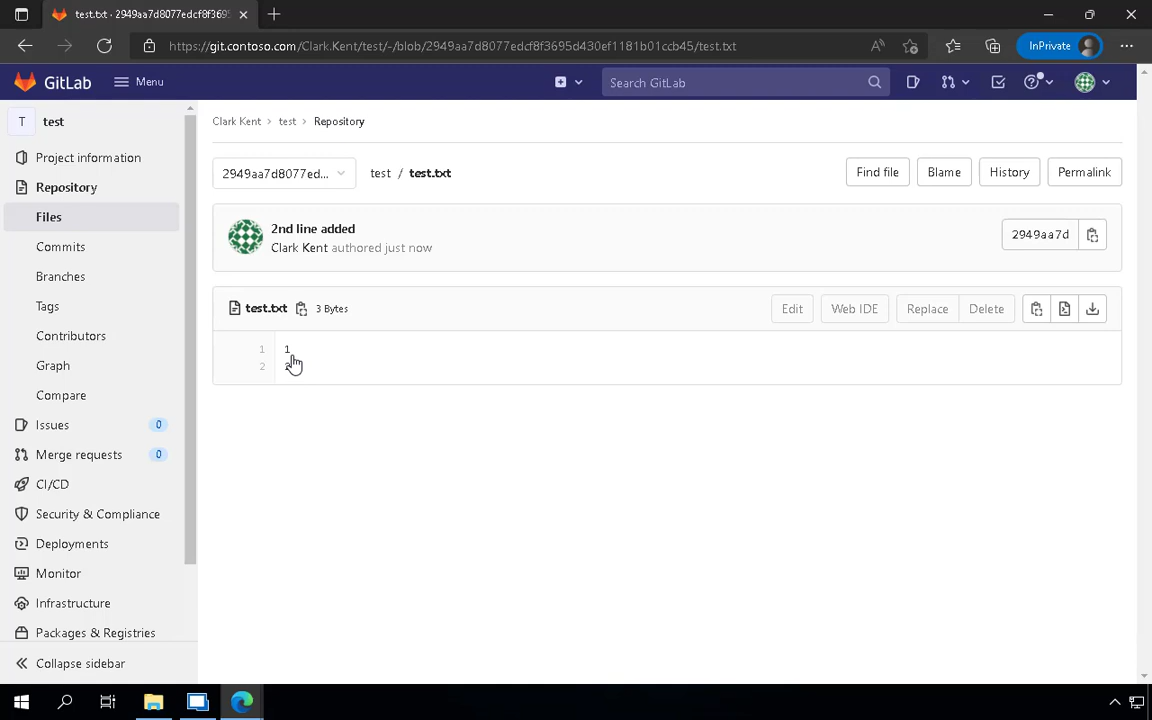 test.txt · 2949aa7d8077edcf8f3695
https://git.contoso.com/Clark.Kent/test/-/blob/2949aa7d8077edcf8f3695d430ef1181b01ccb45/test.txt
InPrivate
GitLab
Menu
Search GitLab
T test
Project information
Repository
Files
Commits
Branches
Tags
Contributors
Graph
Compare
Issues 0
Merge requests 0
CI/CD
Security & Compliance
Deployments
Monitor
Infrastructure
Packages & Registries
Collapse sidebar
Clark Kent > test > Repository
2949aa7d8077ed... test / test.txt
Find file Blame History Permalink
2nd line added
Clark Kent authored just now
2949aa7d
test.txt 3 Bytes
Edit Web IDE Replace Delete
1 1
2 2